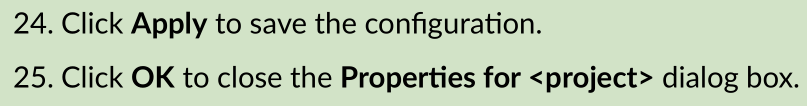 24. Click Apply to save the configuration.
25. Click OK to close the Properties for <project> dialog box.